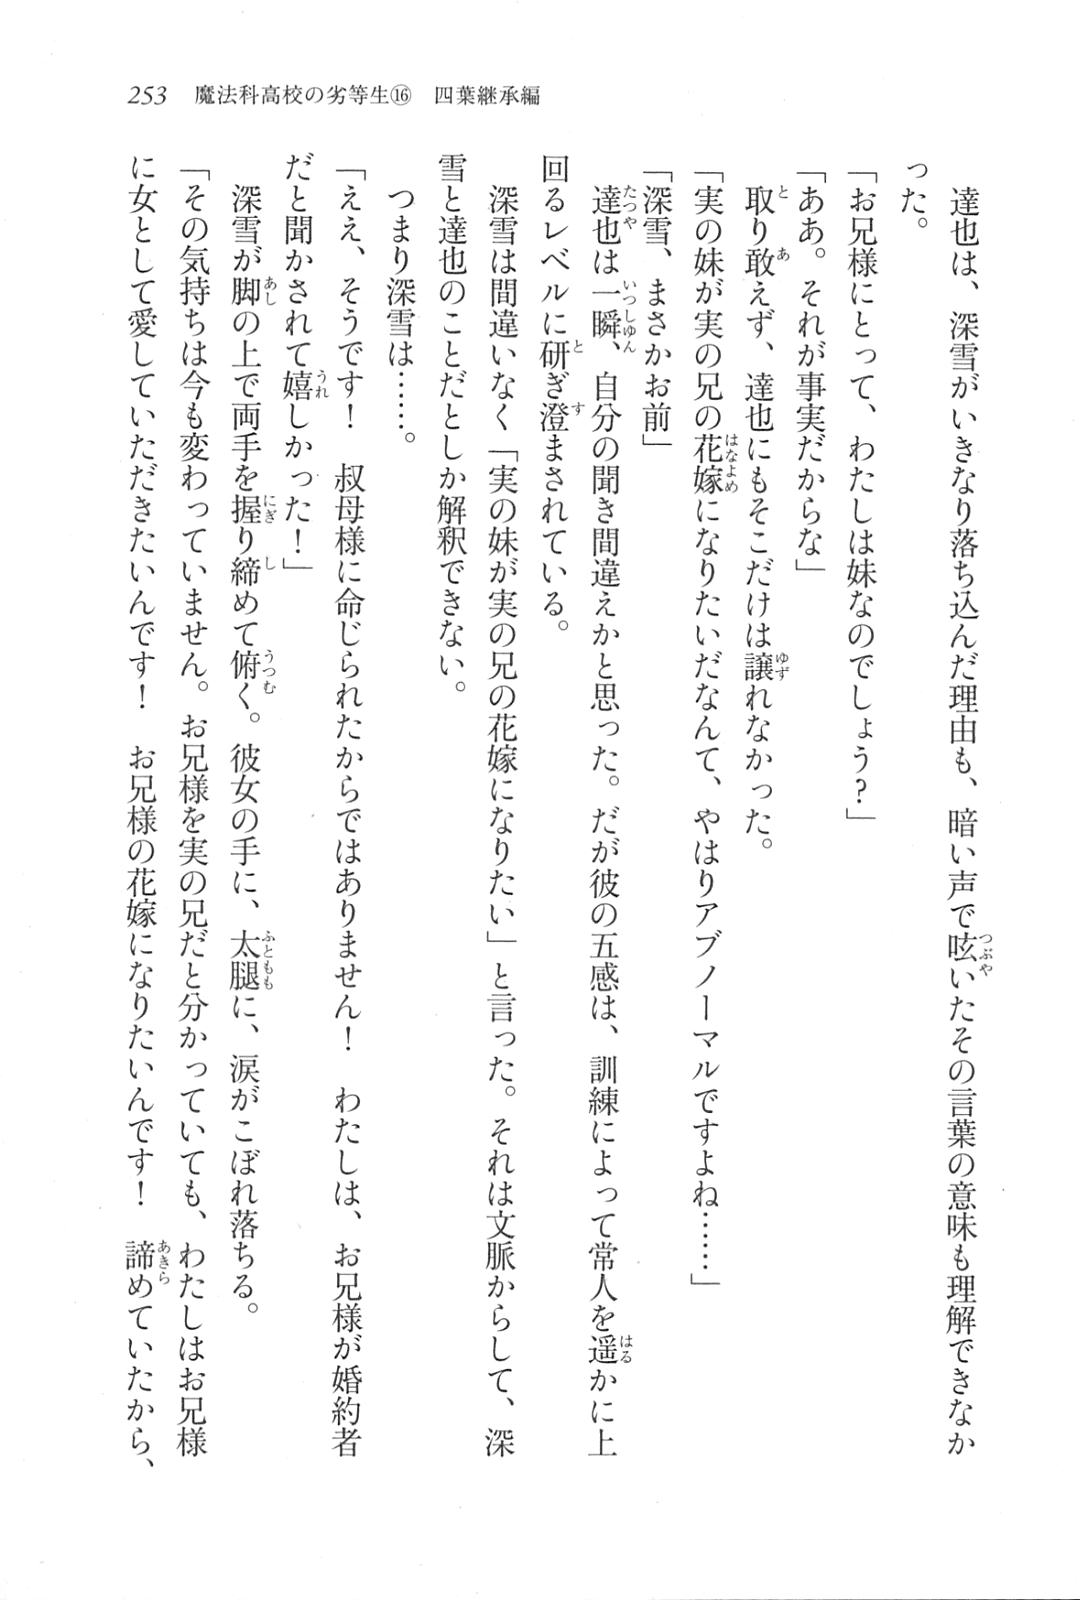 253　魔法科高校の劣等生⑯　四葉継承編
　達也は、深雪がいきなり落ち込んだ理由も、暗い声で呟いたその言葉の意味も理解できなか
った。
「お兄様にとって、わたしは妹なのでしょう？」
「ああ。それが事実だからな」
　取り敢えず、達也にもそこだけは譲れなかった。
「実の妹が実の兄の花嫁になりたいだなんて、やはりアブノーマルですよね……」
「深雪、まさかお前」
　達也は一瞬、自分の聞き間違えかと思った。だが彼の五感は、訓練によって常人を遥かに上
回るレベルに研ぎ澄まされている。
　深雪は間違いなく「実の妹が実の兄の花嫁になりたい」と言った。それは文脈からして、深
雪と達也のことだとしか解釈できない。
　つまり深雪は……。
「ええ、そうです！　叔母様に命じられたからではありません！　わたしは、お兄様が婚約者
だと聞かされて嬉しかった！」
　深雪が脚の上で両手を握り締めて俯く。彼女の手に、太腿に、涙がこぼれ落ちる。
「その気持ちは今も変わっていません。お兄様を実の兄だと分かっていても、わたしはお兄様
に女として愛していただきたいんです！　お兄様の花嫁になりたいんです！　諦めていたから、